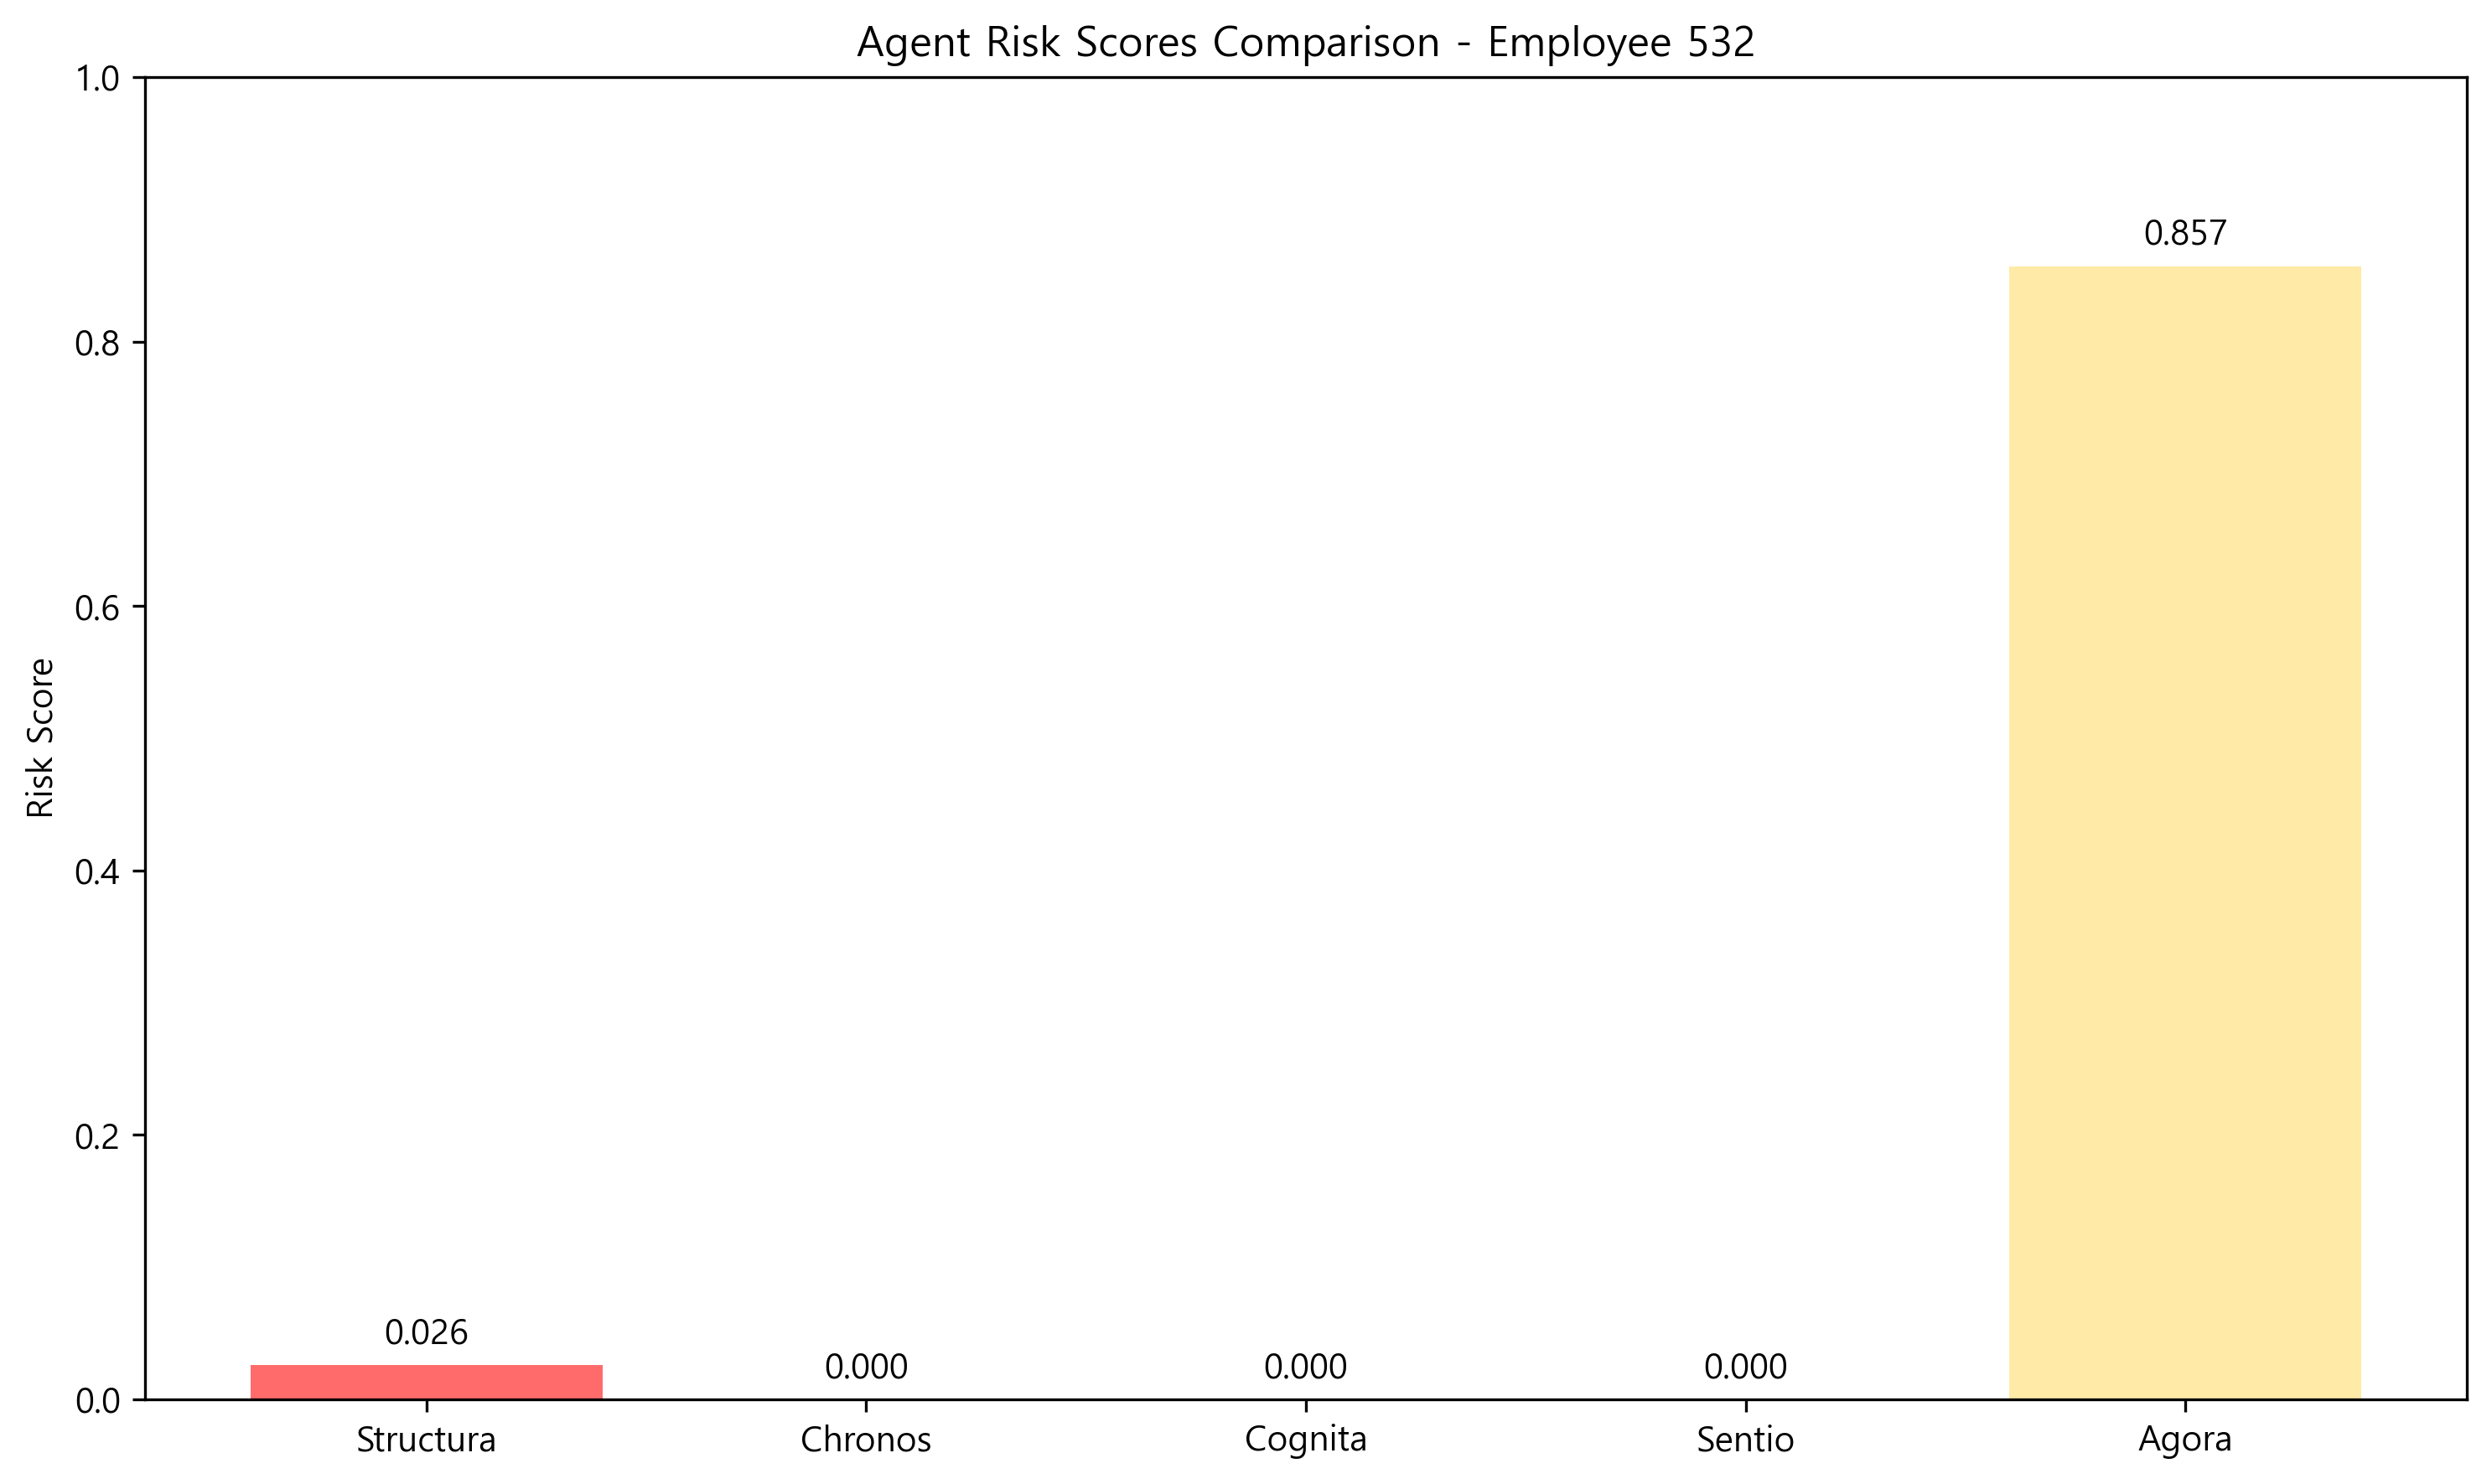 Agent Risk Scores Comparison - Employee 532
Risk Score
1.0
0.8
0.6
0.4
0.2
0.0
0.026
0.000
0.000
0.000
0.857
Structura
Chronos
Cognita
Sentio
Agora